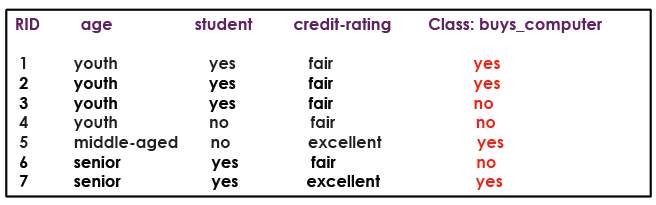 RID age student credit-rating Class: buys_computer
1 youth yes fair yes
2 youth yes fair yes
3 youth yes fair no
4 youth no fair no
5 middle-aged no excellent yes
6 senior yes fair no
7 senior yes excellent yes